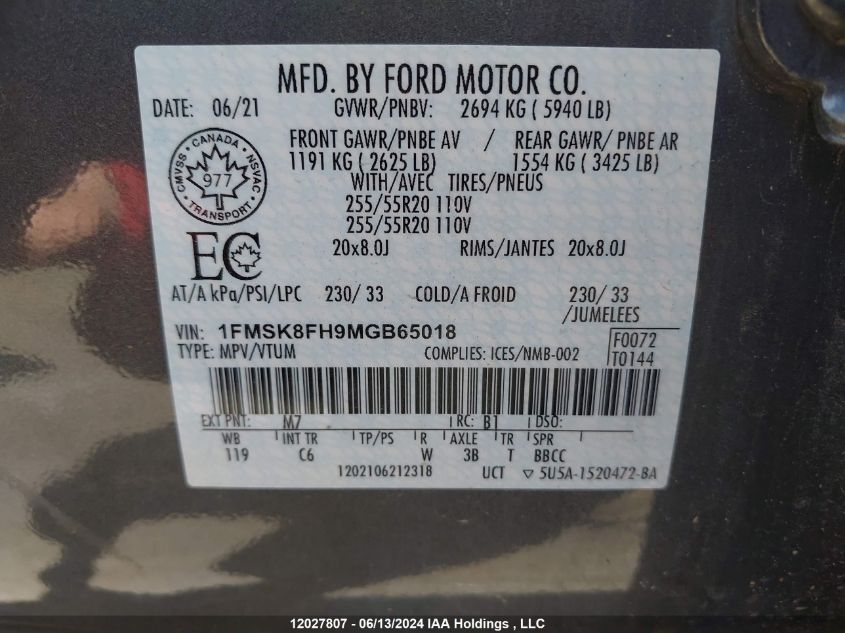 MFD. BY FORD MOTOR CO.
DATE: 06/21 GVWR/PNBV: 2694 KG ( 5940 LB)
FRONT GAWR/PNBE AV / REAR GAWR/ PNBE AR
1191 KG ( 2625 LB) 1554 KG ( 3425 LB)
WITH/AVEC TIRES/PNEUS
255/55R20 110V
255/55R20 110V
20x8.0J RIMS/JANTES 20x8.0J
CANADA
CMVSS • NSVAC
977
TRANSPORT
EC
AT/A kPa/PSI/LPC 230/ 33 COLD/A FROID 230/ 33
/JUMELEES
VIN: 1FMSK8FH9MGB65018
TYPE: MPV/VTUM COMPLIES: ICES/NMB-002
F0072
T0144
EXT PNT: M7 RC: B1 DSO:
WB INT TR TP/PS R AXLE TR SPR
119 C6 W 3B T BBCC
1202106212318 UCT ▽ 5U5A-1520472-BA
12027807 - 06/13/2024 IAA Holdings , LLC